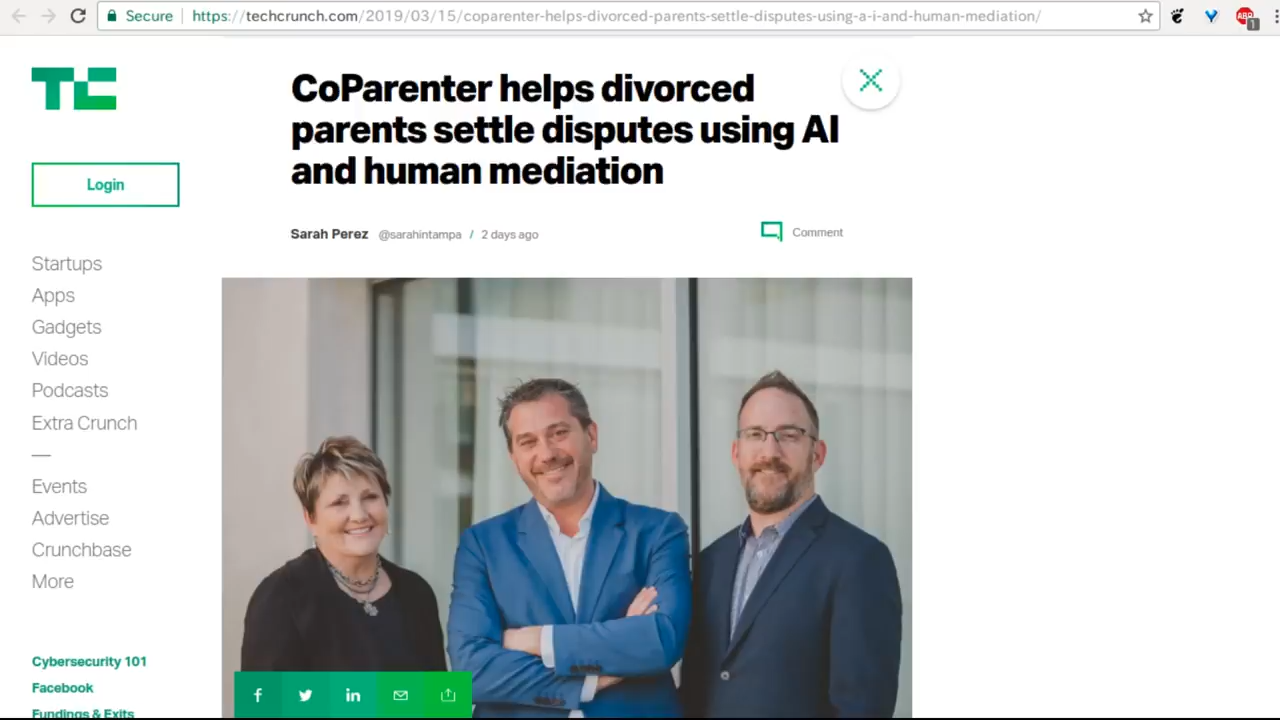 Secure
https://techcrunch.com/2019/03/15/coparenter-helps-divorced-parents-settle-disputes-using-a-i-and-human-mediation/
ABP
1
TC
Login
Startups
Apps
Gadgets
Videos
Podcasts
Extra Crunch
—
Events
Advertise
Crunchbase
More
Cybersecurity 101
Facebook
Fundings & Exits
CoParenter helps divorced
parents settle disputes using AI
and human mediation
Sarah Perez @sarahintampa / 2 days ago
Comment